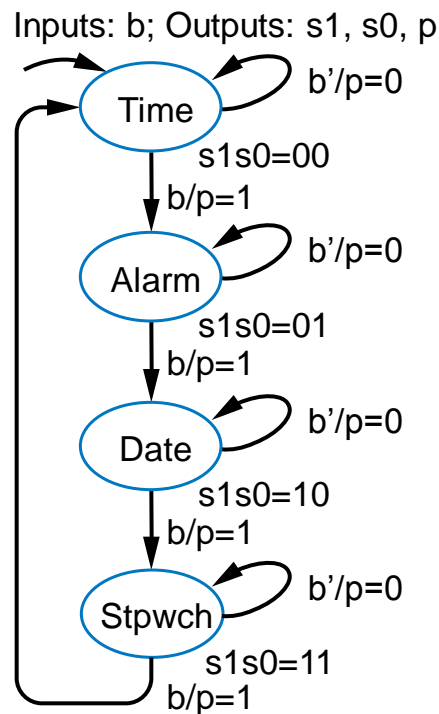 Inputs: b; Outputs: s1, s0, p
b'/p=0
Time
s1s0=00
b/p=1
b'/p=0
Alarm
s1s0=01
b/p=1
b'/p=0
Date
s1s0=10
b/p=1
b'/p=0
Stpwch
s1s0=11
b/p=1